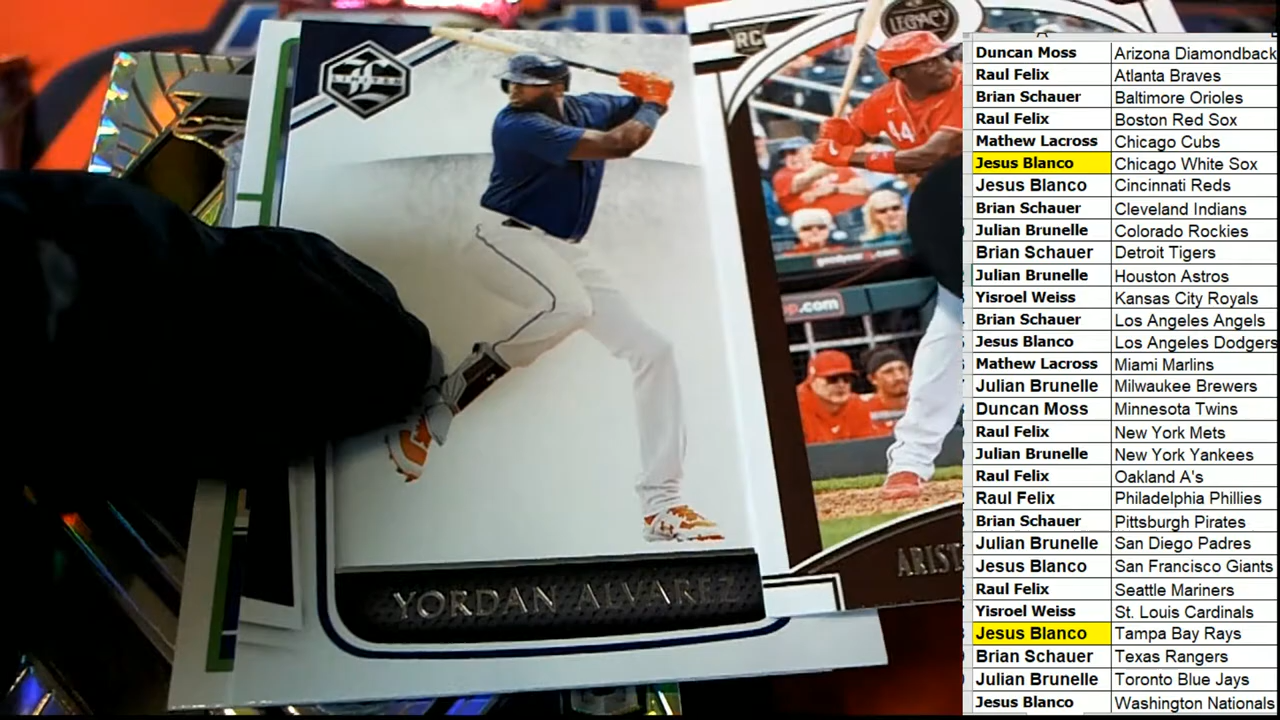 LIMITED
RC
LEGACY
goodyear
p.com
YORDAN ALVAREZ
ARIST
Duncan Moss Arizona Diamondback
Raul Felix Atlanta Braves
Brian Schauer Baltimore Orioles
Raul Felix Boston Red Sox
Mathew Lacross Chicago Cubs
Jesus Blanco Chicago White Sox
Jesus Blanco Cincinnati Reds
Brian Schauer Cleveland Indians
Julian Brunelle Colorado Rockies
Brian Schauer Detroit Tigers
Julian Brunelle Houston Astros
Yisroel Weiss Kansas City Royals
Brian Schauer Los Angeles Angels
Jesus Blanco Los Angeles Dodgers
Mathew Lacross Miami Marlins
Julian Brunelle Milwaukee Brewers
Duncan Moss Minnesota Twins
Raul Felix New York Mets
Julian Brunelle New York Yankees
Raul Felix Oakland A's
Raul Felix Philadelphia Phillies
Brian Schauer Pittsburgh Pirates
Julian Brunelle San Diego Padres
Jesus Blanco San Francisco Giants
Raul Felix Seattle Mariners
Yisroel Weiss St. Louis Cardinals
Jesus Blanco Tampa Bay Rays
Brian Schauer Texas Rangers
Julian Brunelle Toronto Blue Jays
Jesus Blanco Washington Nationals